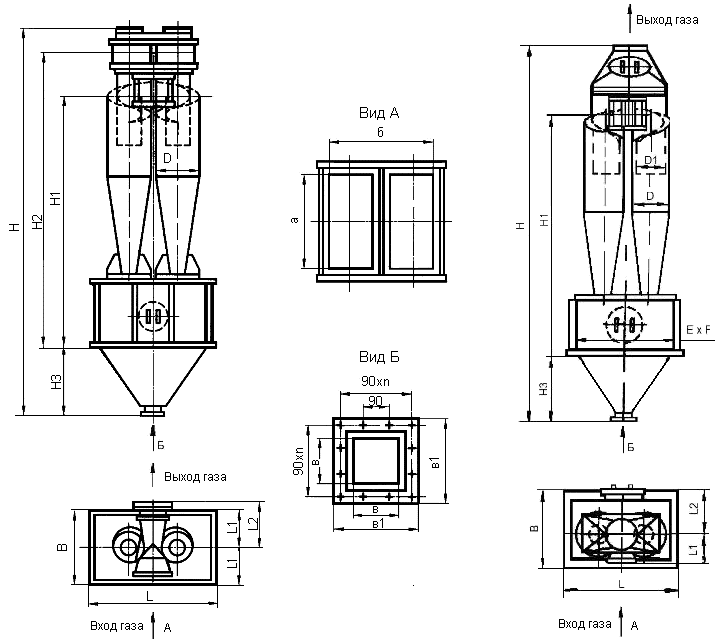 Выход газа
Вид А
б
а
D
H
H2
H1
H3
Б
Вид Б
90xn
90
90xn
в
в1
в
в1
Выход газа
B
L1
L2
L1
L
Вход газа
А
D1
D
H
H1
E x F
H3
Б
B
L2
L1
L
Вход газа
А